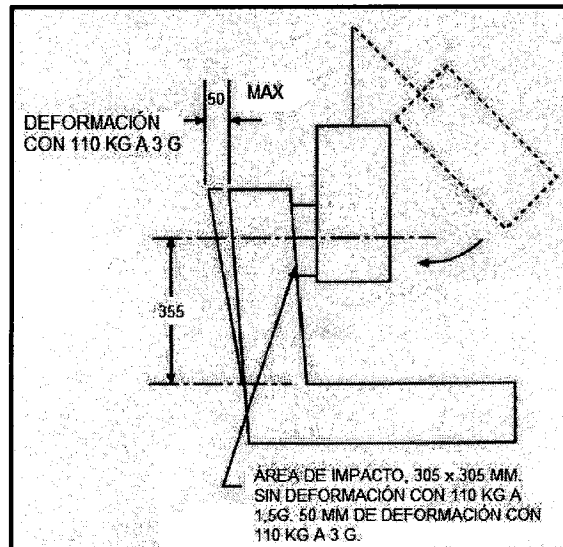 50 MAX
DEFORMACIÓN
CON 110 KG A 3 G
355
ÁREA DE IMPACTO, 305 x 305 MM.
SIN DEFORMACIÓN CON 110 KG A
1,5G. 50 MM DE DEFORMACIÓN CON
110 KG A 3 G.